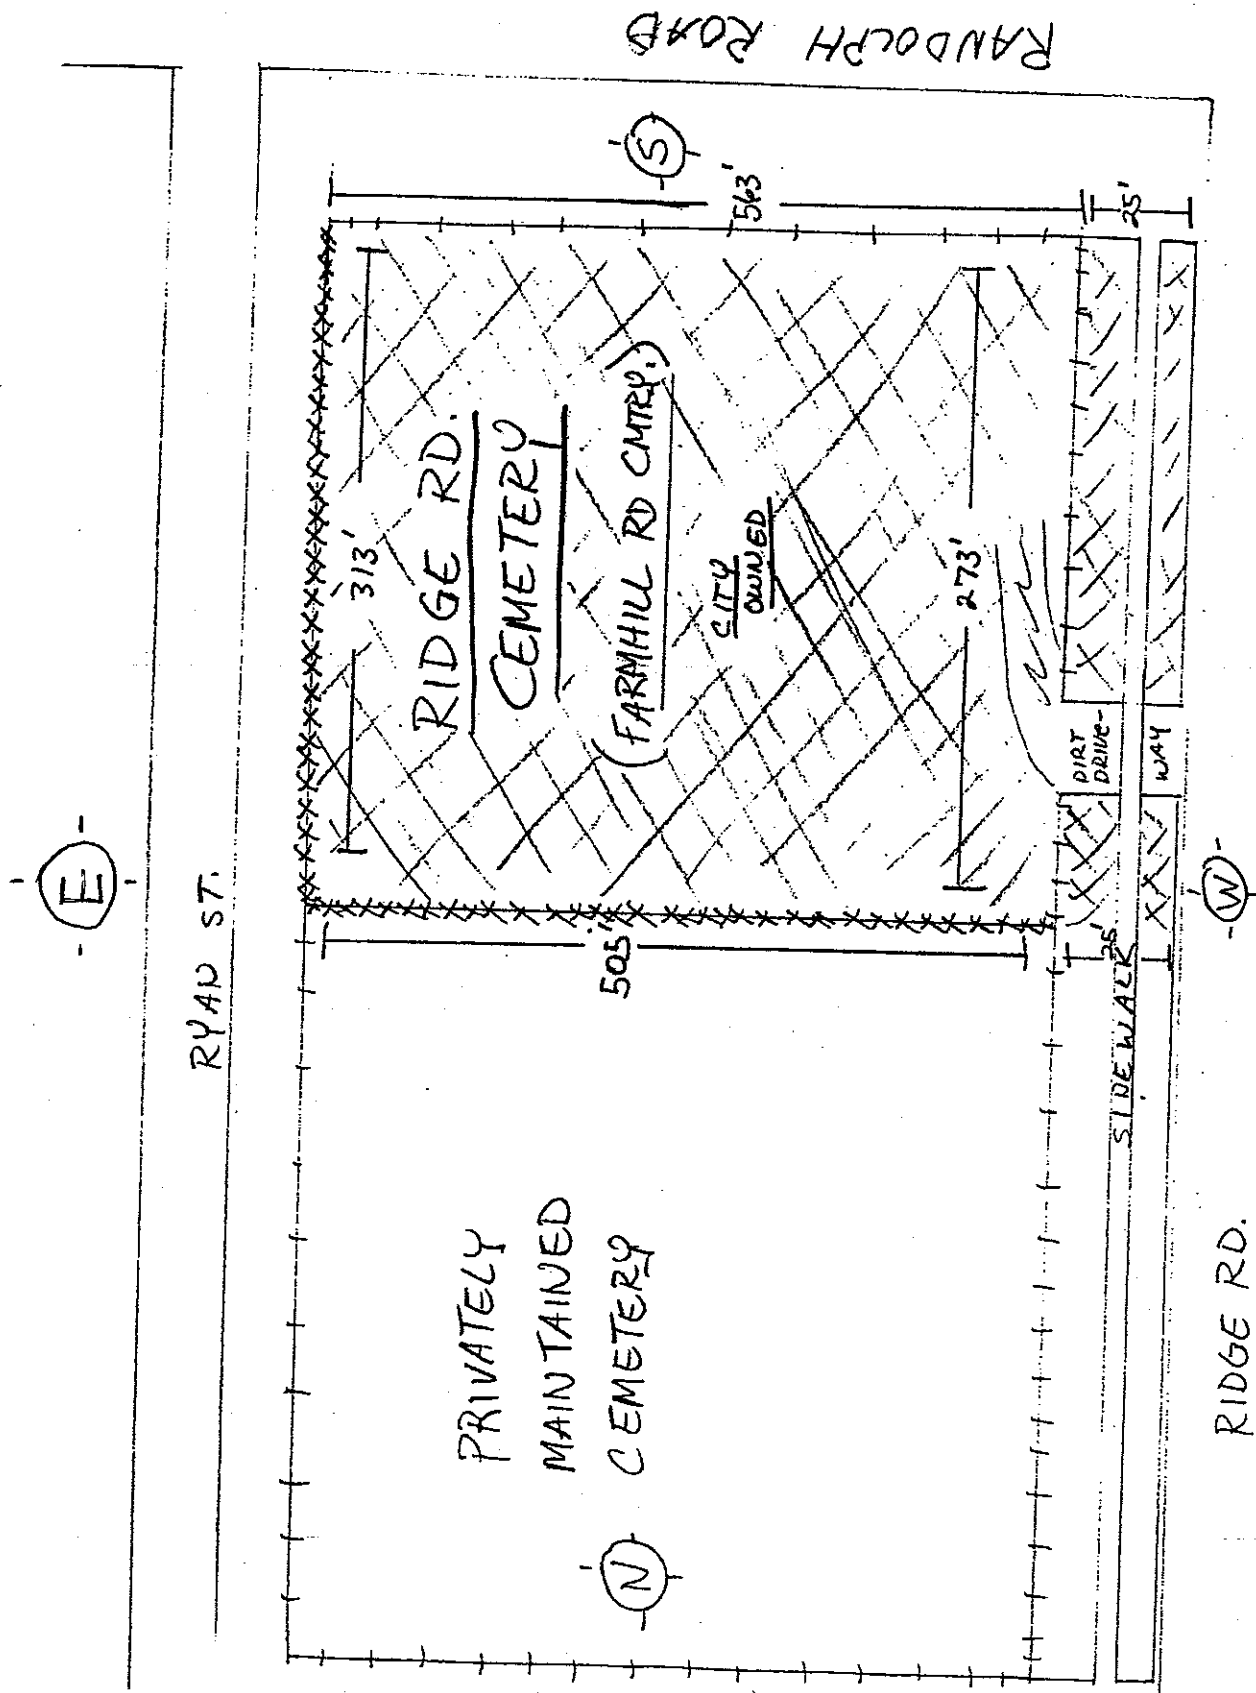 RANDOLPH ROAD
E
RYAN ST.
S
563'
25'
313'
RIDGE RD.
CEMETERY
(FARMHILL RD CMTRY.)
CITY
OWNED
273'
DIRT
DRIVE-
WAY
505'
25'
SIDEWALK
W
PRIVATELY
MAINTAINED
CEMETERY
N
RIDGE RD.